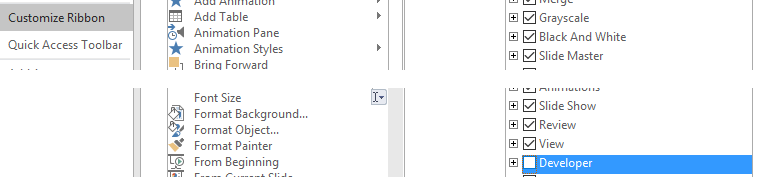 Add Animation
Merge
Customize Ribbon
Add Table
Grayscale
Quick Access Toolbar
Animation Pane
Black And White
Animation Styles
Slide Master
Bring Forward
Font Size
Animations
Format Background...
Slide Show
Format Object...
Review
Format Painter
View
From Beginning
Developer
From Current Slide